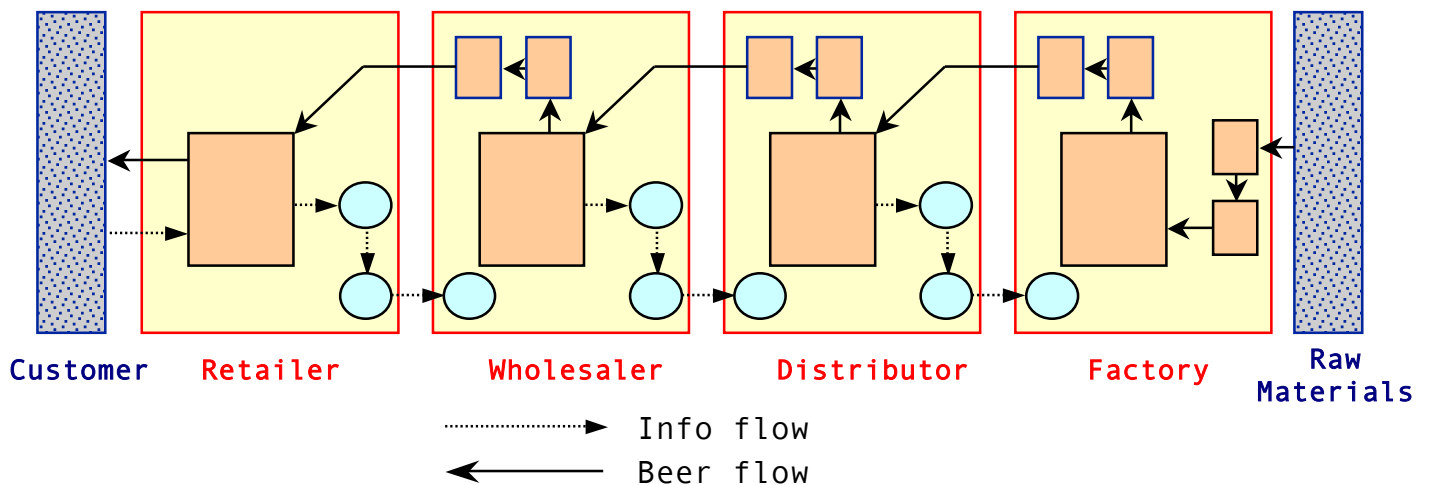 Customer
Retailer
Wholesaler
Distributor
Factory
Raw
Materials
Info flow
Beer flow